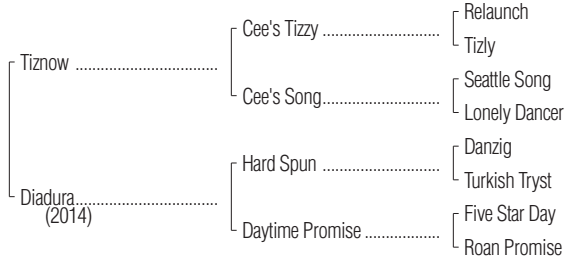 Relaunch
Cee's Tizzy ..............................
Tizly
Tiznow .....................................
Seattle Song
Cee's Song..............................
Lonely Dancer
Danzig
Hard Spun ..............................
Turkish Tryst
Diadura.....................................
(2014)
Five Star Day
Daytime Promise ...................
Roan Promise